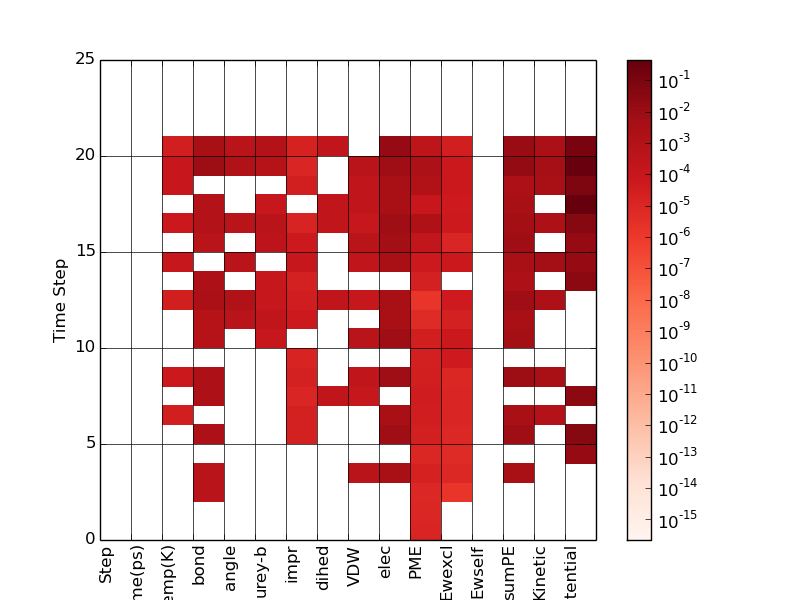 25
20
15
10
5
0
Time Step
Step
me(ps)
emp(K)
bond
angle
urey-b
impr
dihed
VDW
elec
PME
Ewexcl
Ewself
sumPE
Kinetic
tential
10^-1
10^-2
10^-3
10^-4
10^-5
10^-6
10^-7
10^-8
10^-9
10^-10
10^-11
10^-12
10^-13
10^-14
10^-15